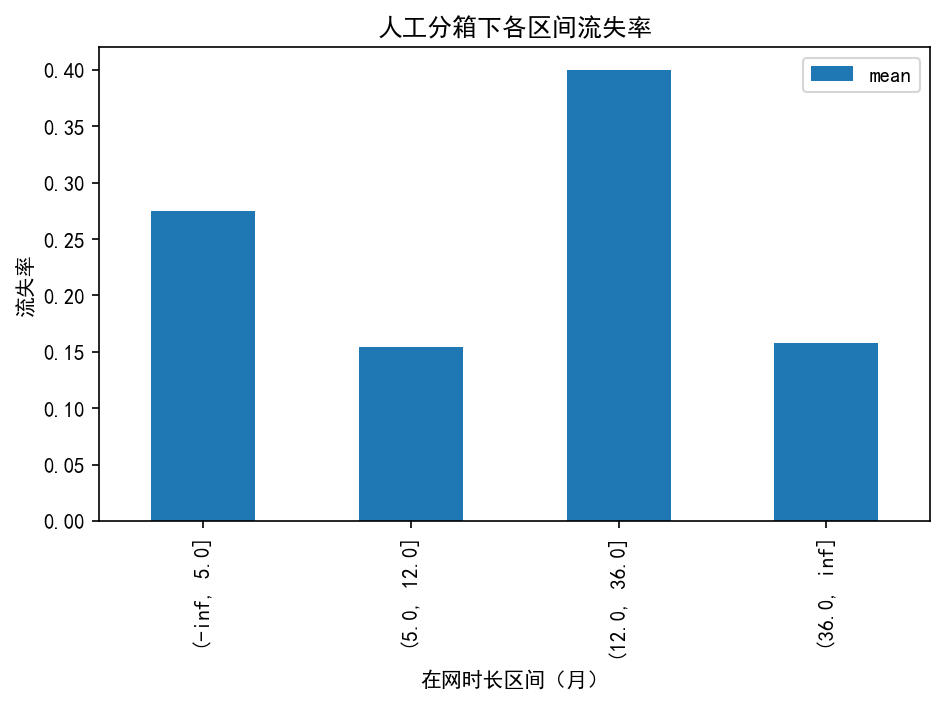 人工分箱下各区间流失率
mean
流失率
0.40
0.35
0.30
0.25
0.20
0.15
0.10
0.05
0.00
(-inf, 5.0]
(5.0, 12.0]
(12.0, 36.0]
(36.0, inf]
在网时长区间（月）